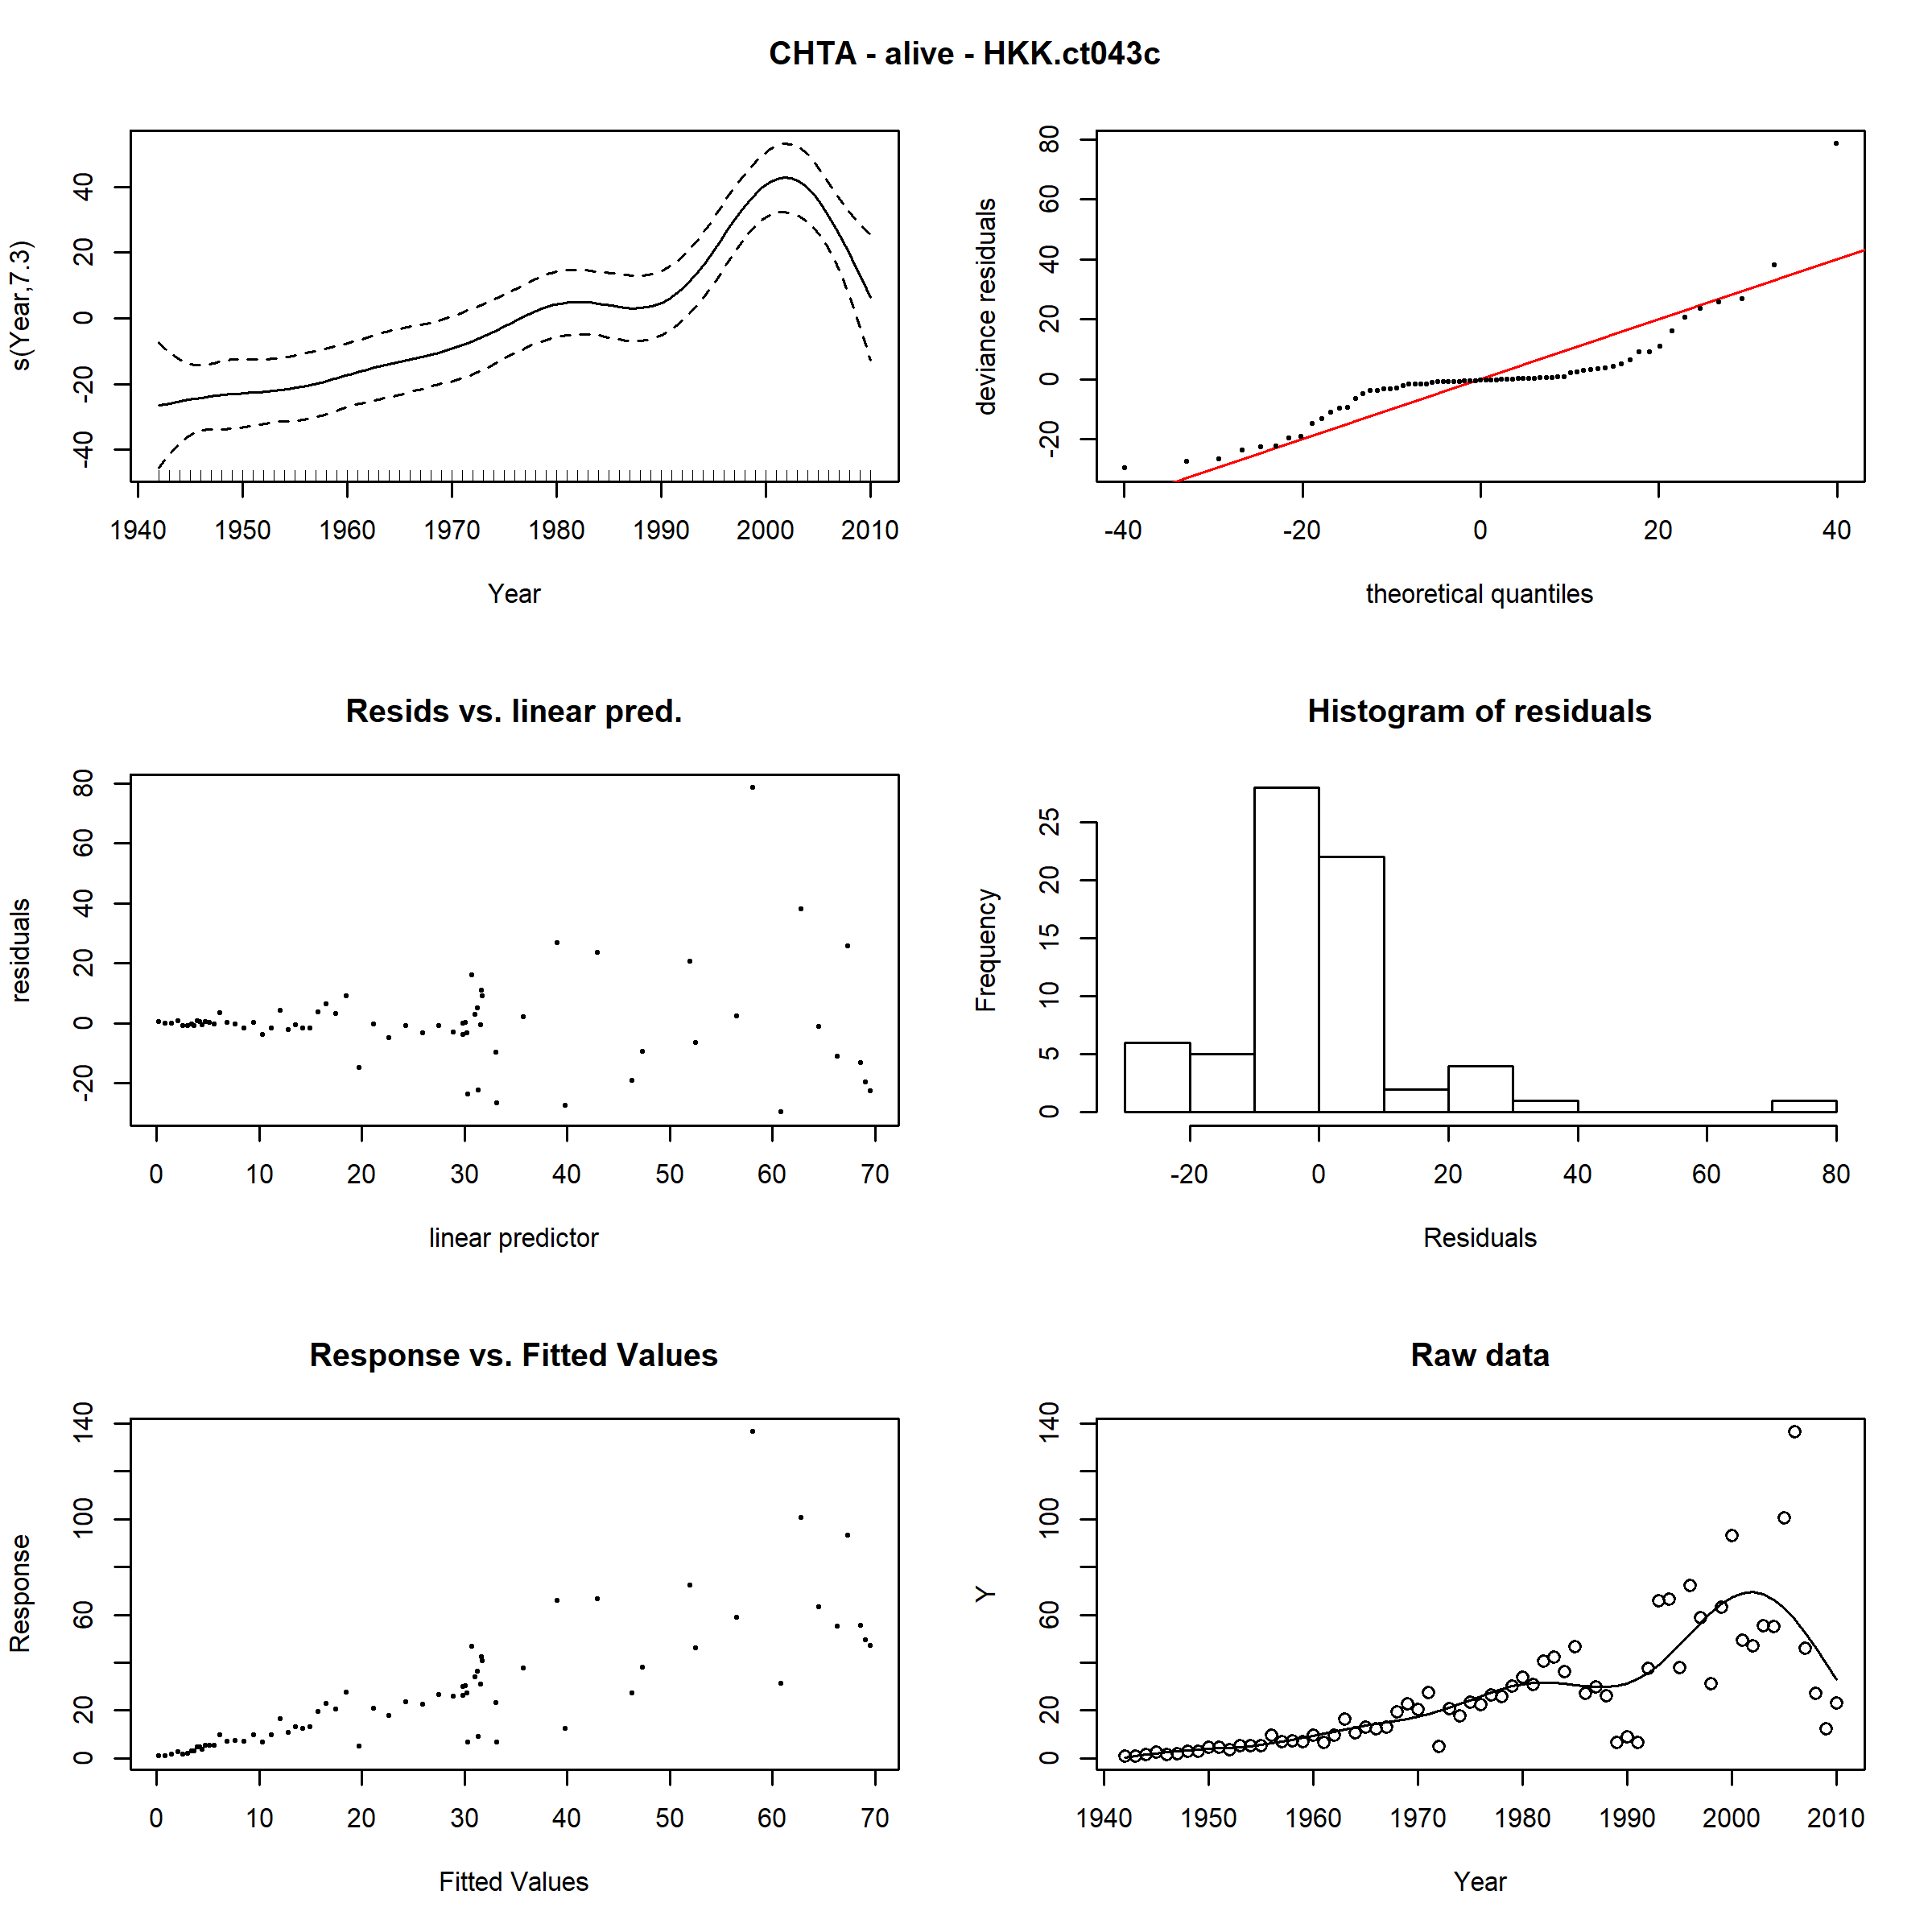 CHTA - alive - HKK.ct043c
s(Year,7.3)
40
20
0
-20
-40
1940 1950 1960 1970 1980 1990 2000 2010
Year
deviance residuals
80
60
40
20
0
-20
-40 -20 0 20 40
theoretical quantiles
Resids vs. linear pred.
residuals
80
60
40
20
0
-20
0 10 20 30 40 50 60 70
linear predictor
Histogram of residuals
Frequency
25
20
15
10
5
0
-20 0 20 40 60 80
Residuals
Response vs. Fitted Values
Response
140
100
60
20
0
0 10 20 30 40 50 60 70
Fitted Values
Raw data
Y
140
100
60
20
0
1940 1950 1960 1970 1980 1990 2000 2010
Year